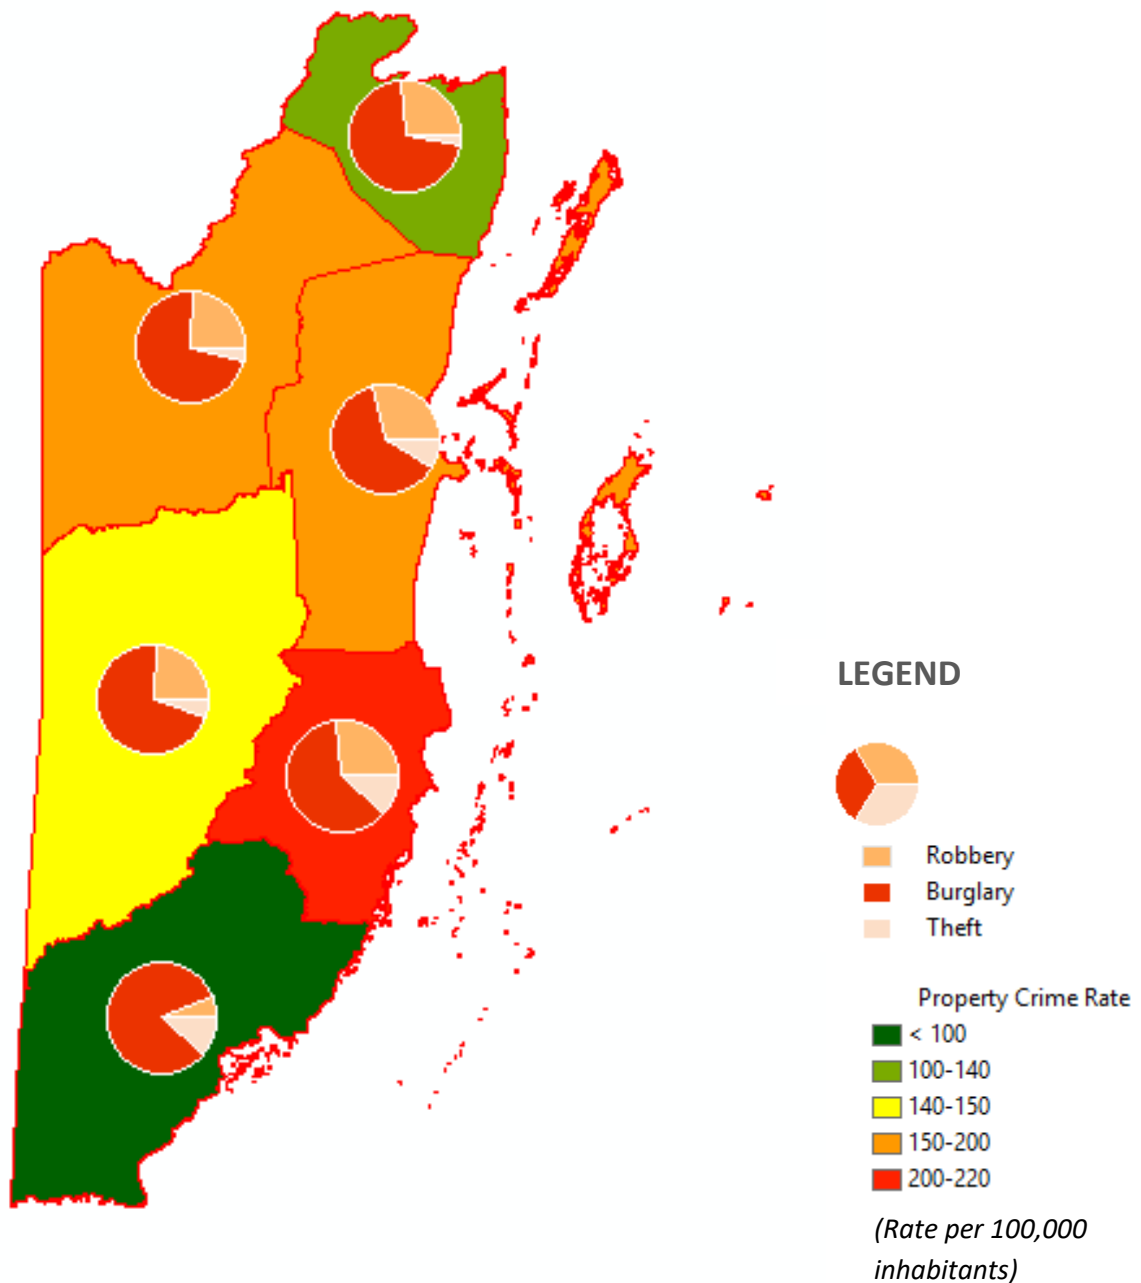 LEGEND
Robbery
Burglary
Theft
Property Crime Rate
< 100
100-140
140-150
150-200
200-220
(Rate per 100,000
inhabitants)